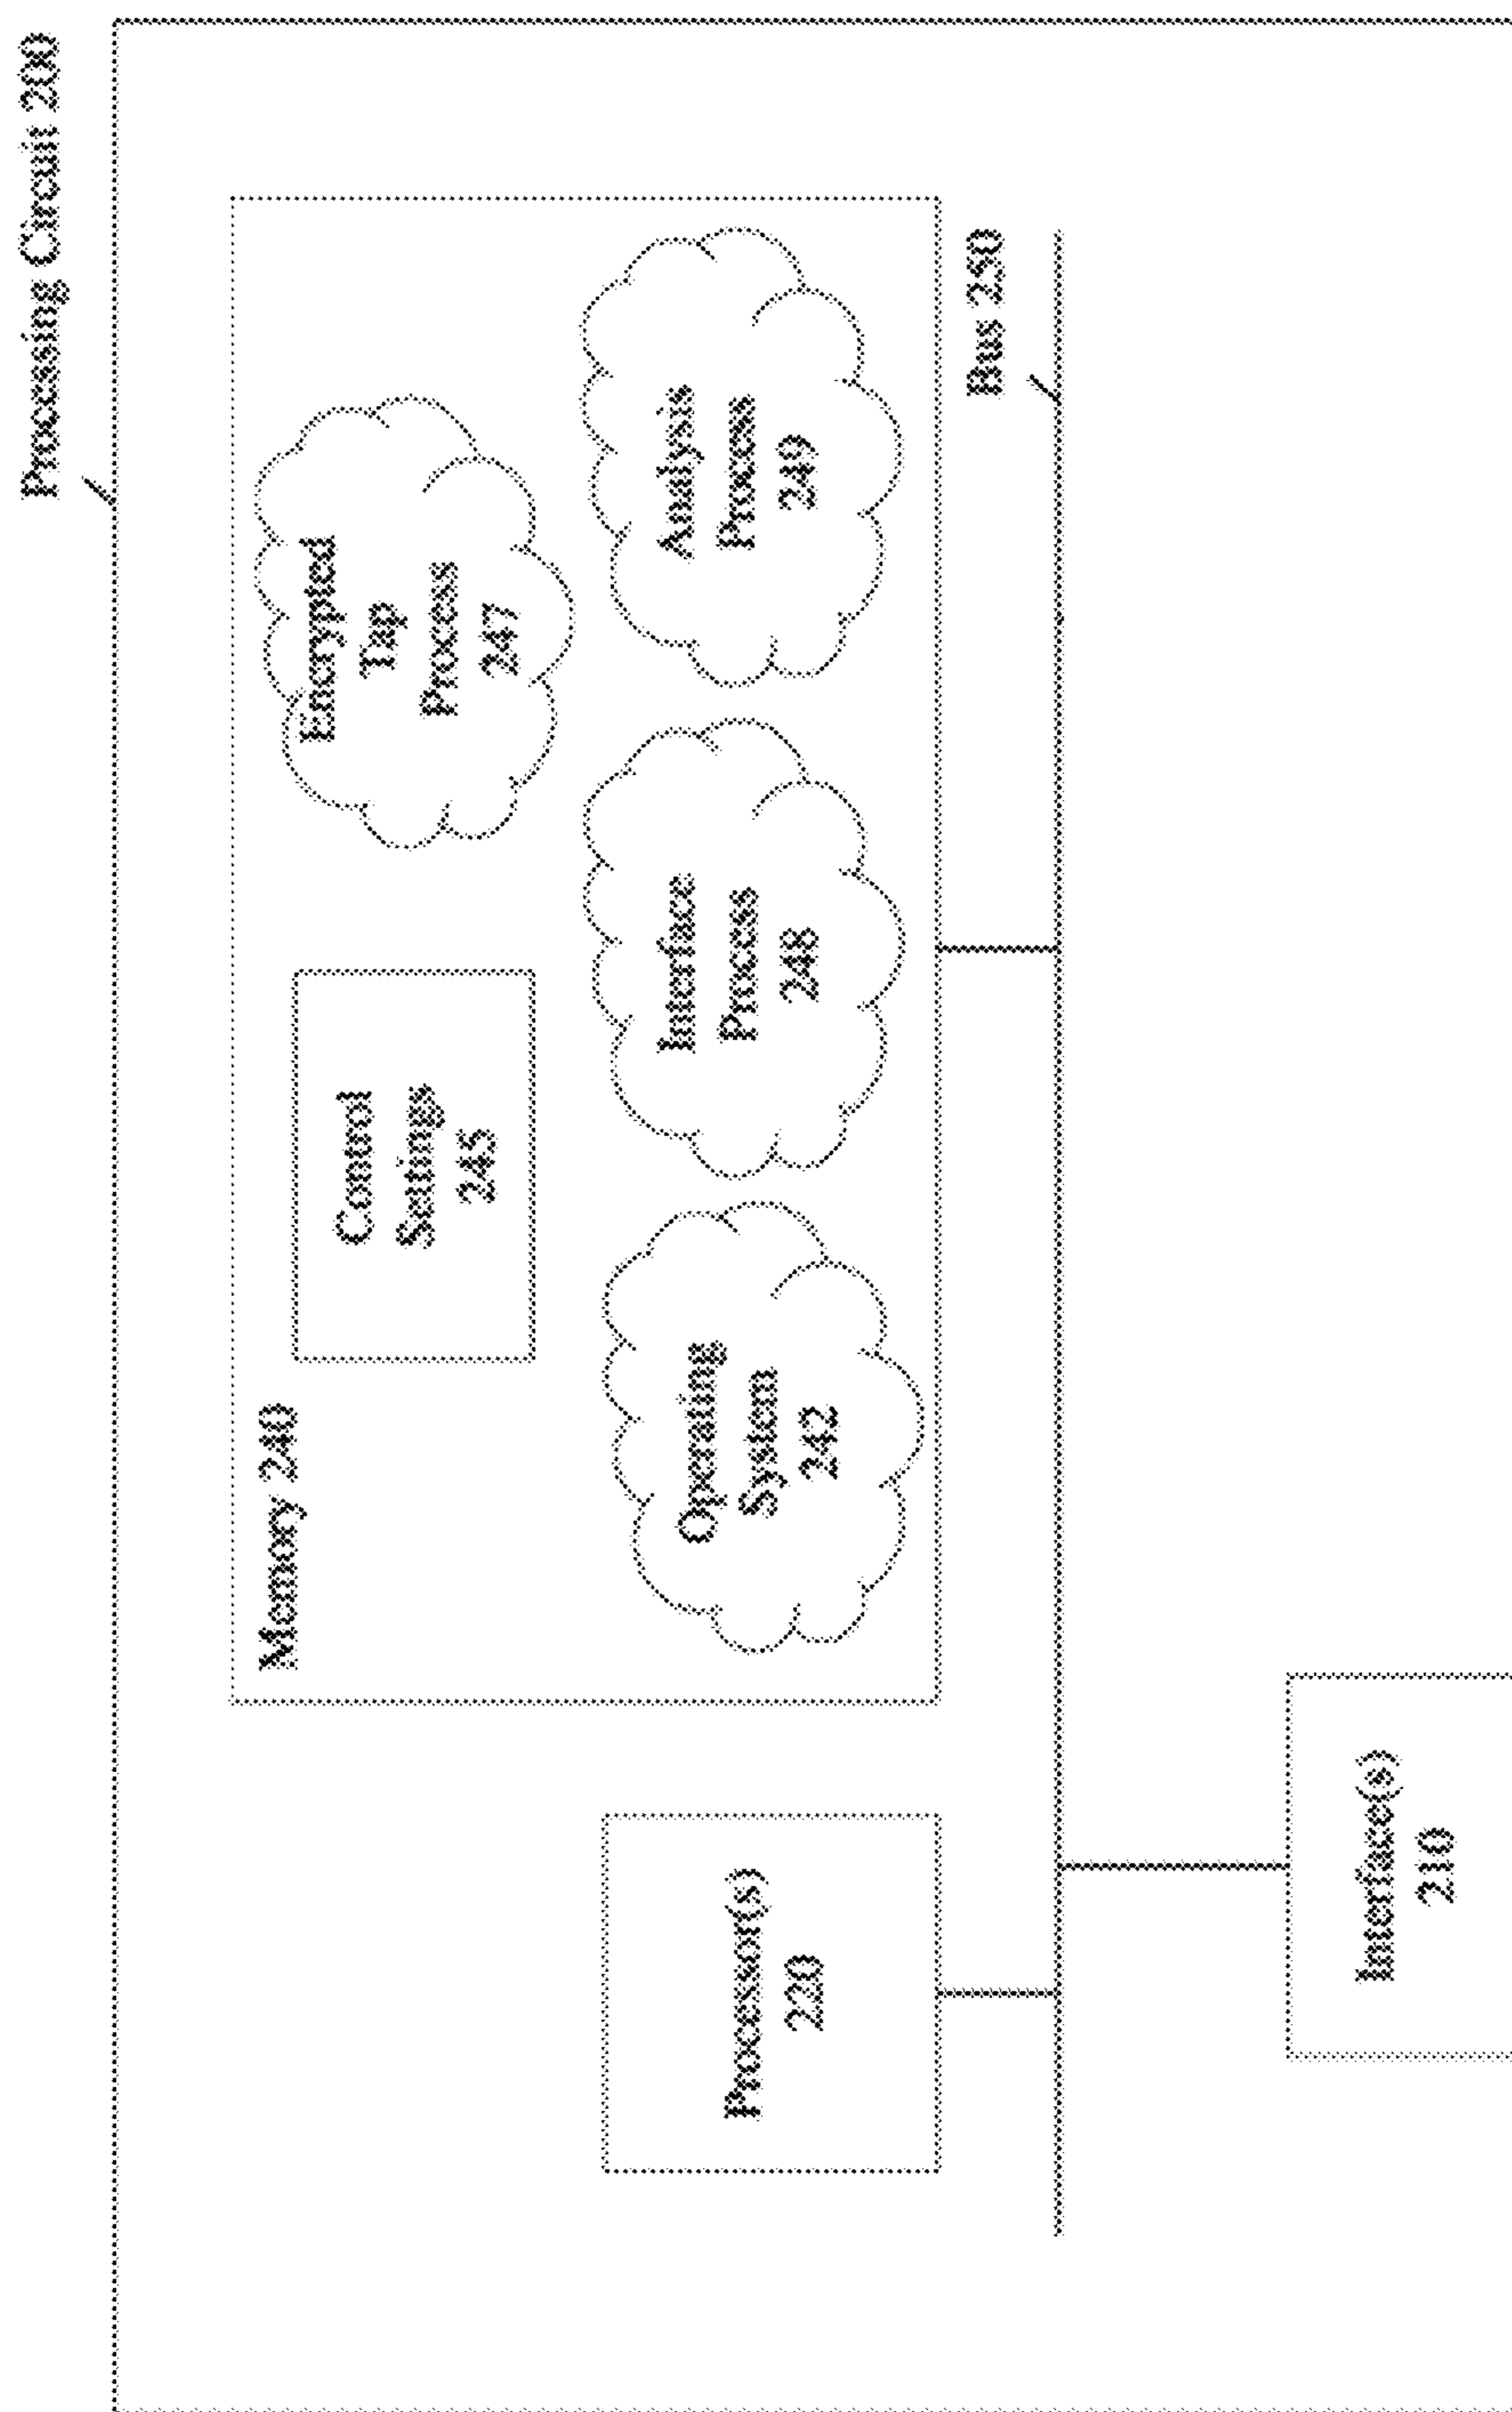 Processing Circuit 200
Memory 240
Control
Settings
245
Encrypted
Tap
Process
247
Operating
System
242
Interface
Process
248
Analysis
Process
249
Processor(s)
220
Bus 250
Interface(s)
210